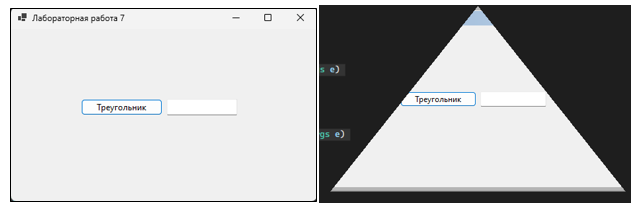 Лабораторная работа 7
Треугольник
s e)
Треугольник
gs e)